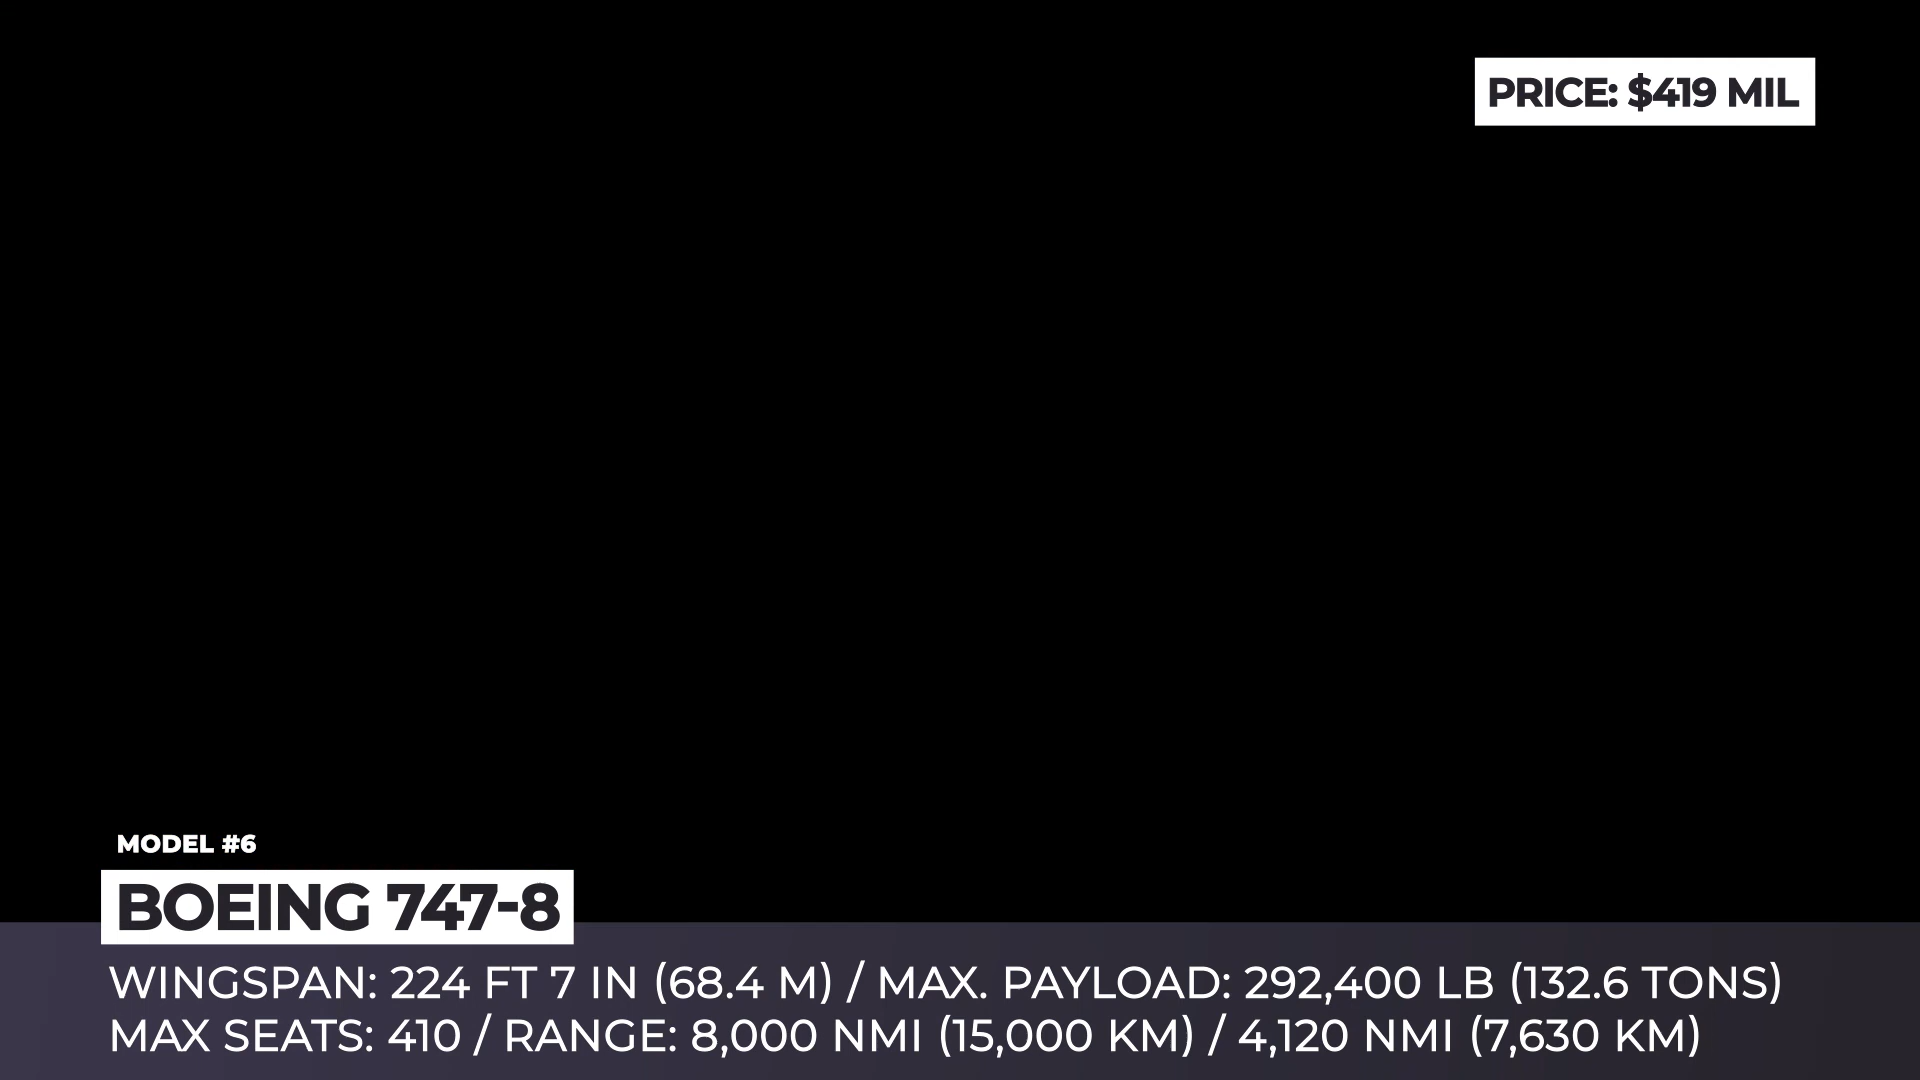 PRICE: $419 MIL
MODEL #6
BOEING 747-8
WINGSPAN: 224 FT 7 IN (68.4 M) / MAX. PAYLOAD: 292,400 LB (132.6 TONS)
MAX SEATS: 410 / RANGE: 8,000 NMI (15,000 KM) / 4,120 NMI (7,630 KM)